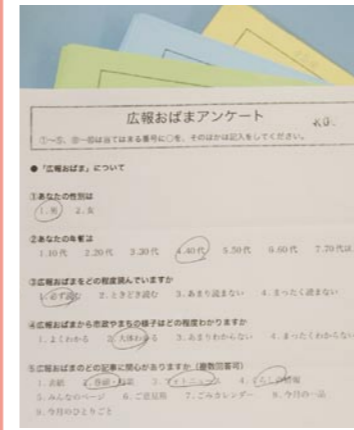 広報おばまアンケート
①～⑤、⑩一部は当てはまる番号に○を、そのほかは記入をしてください。
● 「広報おばま」について
①あなたの性別は
1.男 2.女
②あなたの年齢は
1.10代 2.20代 3.30代 4.40代 5.50代 6.60代 7.70代以
③広報おばまをどの程度読んでいますか
1.必ず読む 2.ときどき読む 3.あまり読まない 4.まったく読まない
④広報おばまから市政やまちの様子はどの程度わかりますか
1.よくわかる 2.大体わかる 3.あまりわからない 4.まったくわからない
⑤広報おばまのどの記事に関心がありますか（複数回答可）
1.表紙 2.巻頭・特集 3.フォトニュース 4.くらしの情報
5.みんなのページ 6.ご意見箱 7.ごみカレンダー 8.今月の一品
9.今月のひとりごと